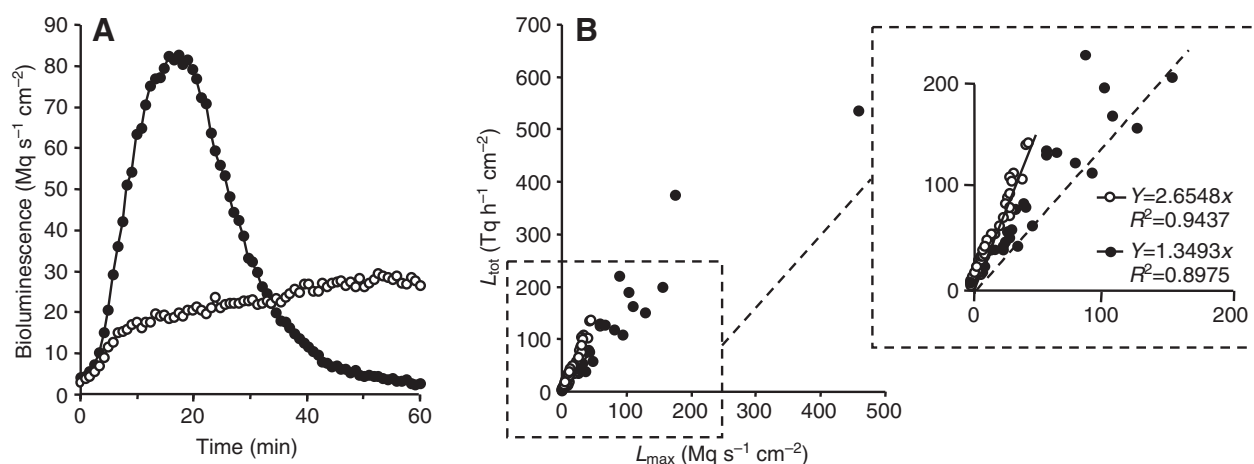 A
Bioluminescence (Mq s⁻¹ cm⁻²)
90
80
70
60
50
40
30
20
10
0
0 20 40 60
Time (min)
B
L_tot (Tq h⁻¹ cm⁻²)
700
600
500
400
300
200
100
0
0 100 200 300 400 500
L_max (Mq s⁻¹ cm⁻²)
200
100
0
0 100 200
Y=2.6548x
R²=0.9437
Y=1.3493x
R²=0.8975